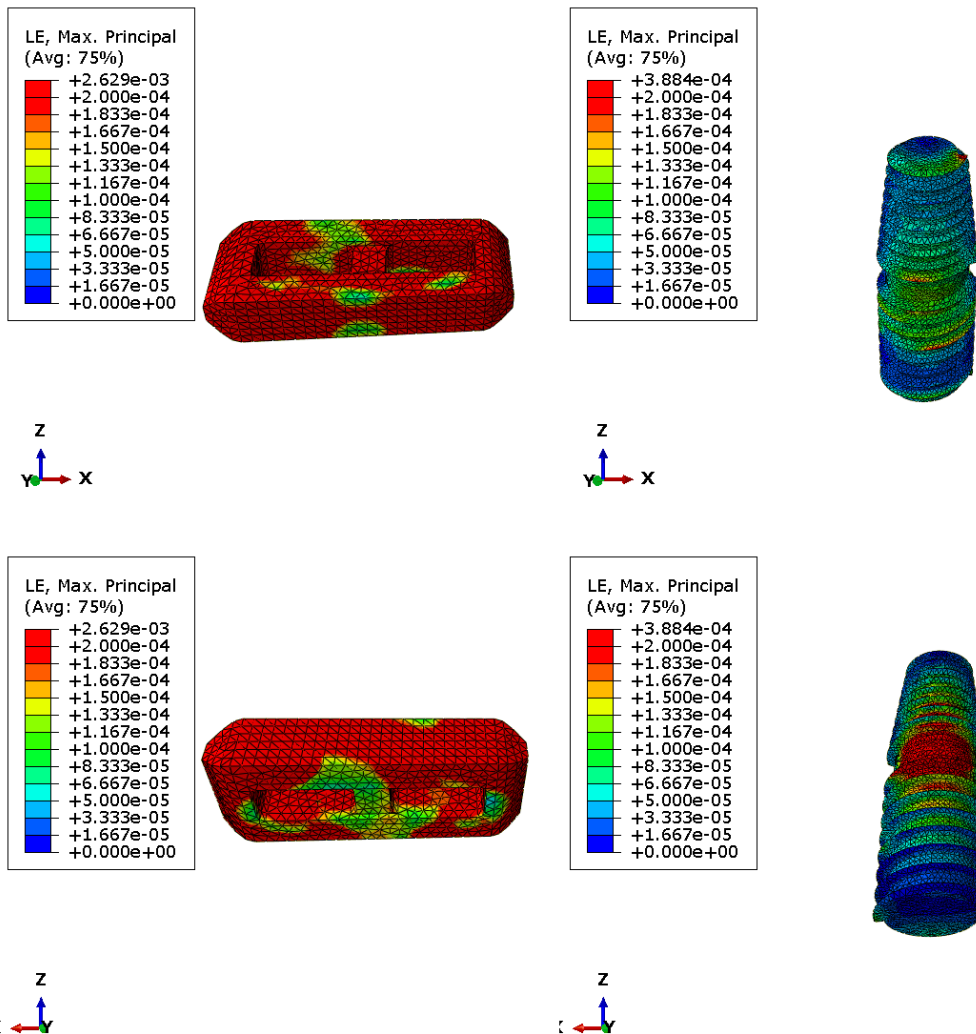 LE, Max. Principal
(Avg: 75%)
+2.629e-03
+2.000e-04
+1.833e-04
+1.667e-04
+1.500e-04
+1.333e-04
+1.167e-04
+1.000e-04
+8.333e-05
+6.667e-05
+5.000e-05
+3.333e-05
+1.667e-05
+0.000e+00
Z
Y
X
LE, Max. Principal
(Avg: 75%)
+3.884e-04
+2.000e-04
+1.833e-04
+1.667e-04
+1.500e-04
+1.333e-04
+1.167e-04
+1.000e-04
+8.333e-05
+6.667e-05
+5.000e-05
+3.333e-05
+1.667e-05
+0.000e+00
Z
Y
X
LE, Max. Principal
(Avg: 75%)
+2.629e-03
+2.000e-04
+1.833e-04
+1.667e-04
+1.500e-04
+1.333e-04
+1.167e-04
+1.000e-04
+8.333e-05
+6.667e-05
+5.000e-05
+3.333e-05
+1.667e-05
+0.000e+00
Z
Y
LE, Max. Principal
(Avg: 75%)
+3.884e-04
+2.000e-04
+1.833e-04
+1.667e-04
+1.500e-04
+1.333e-04
+1.167e-04
+1.000e-04
+8.333e-05
+6.667e-05
+5.000e-05
+3.333e-05
+1.667e-05
+0.000e+00
Z
Y